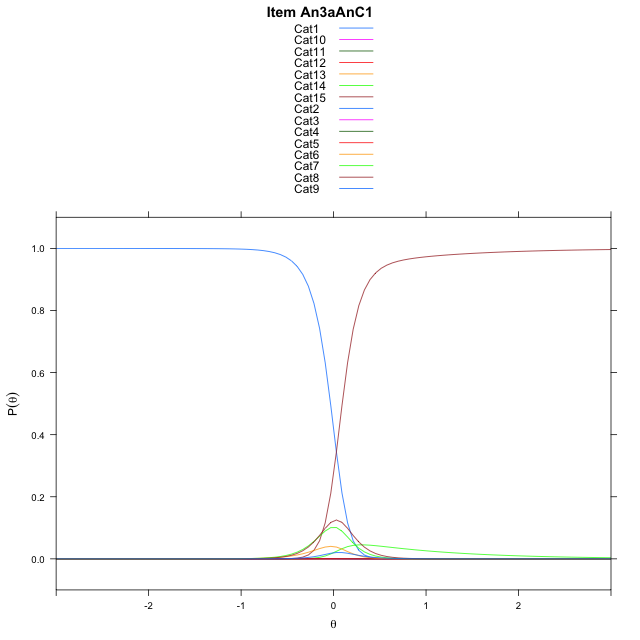 Item An3aAnC1
Cat1
Cat10
Cat11
Cat12
Cat13
Cat14
Cat15
Cat2
Cat3
Cat4
Cat5
Cat6
Cat7
Cat8
Cat9
1.0
0.8
0.6
0.4
0.2
0.0
P(θ)
-2 -1 0 1 2
θ